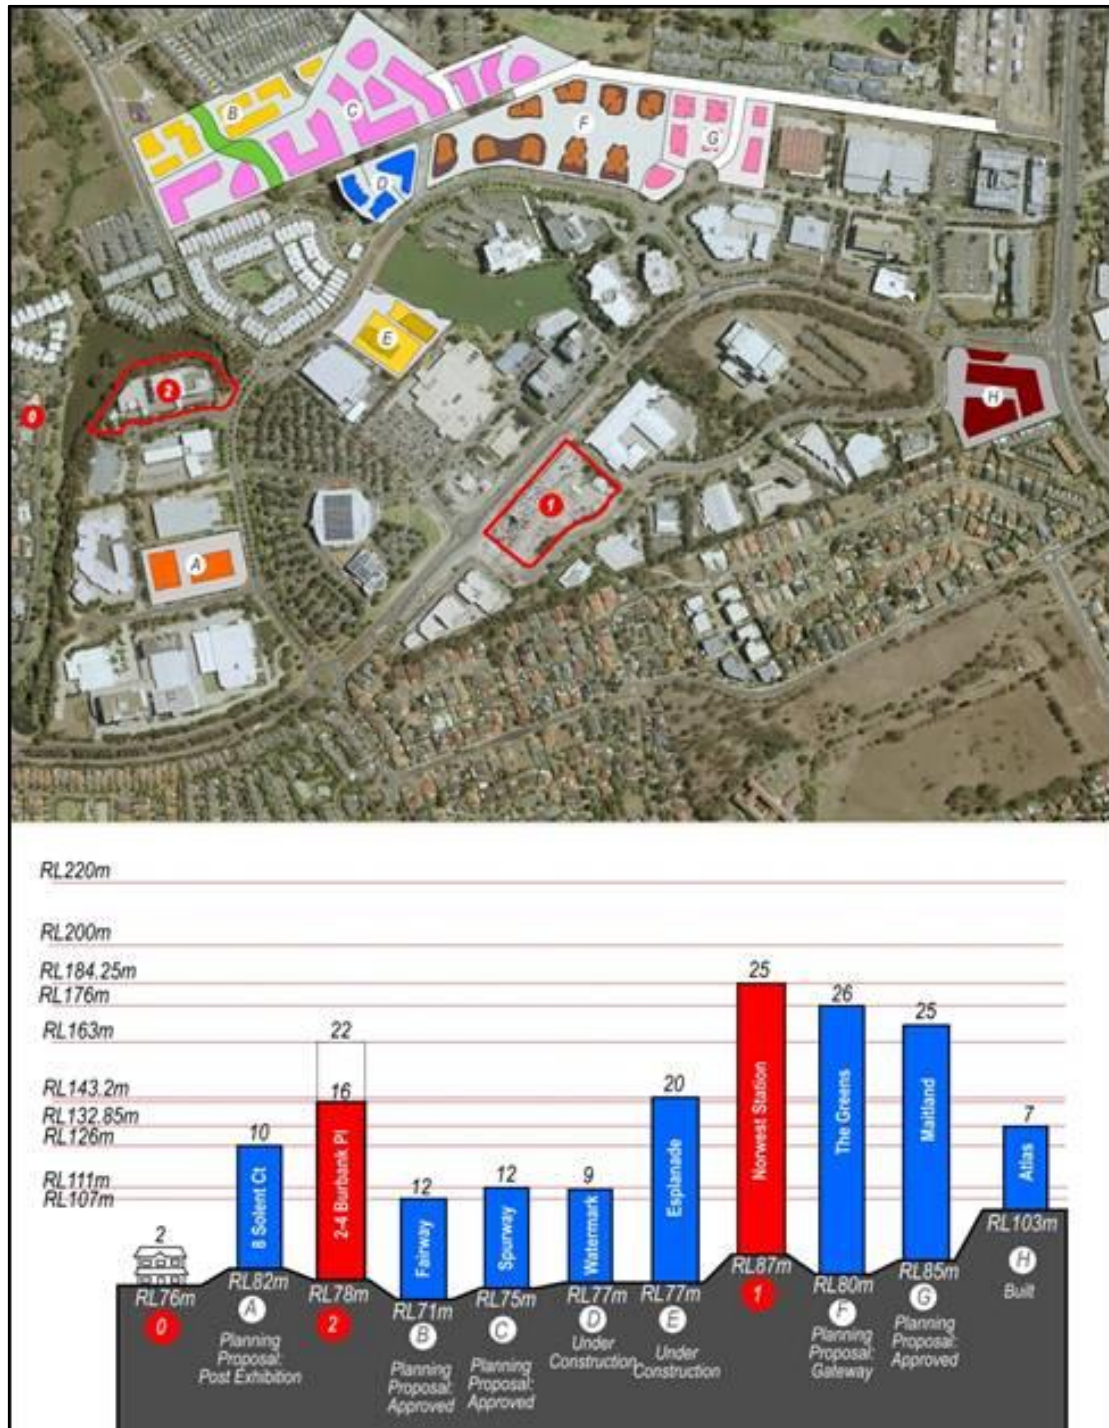 B
C
F
G
D
E
2
0
H
1
A
RL220m
RL200m
RL184.25m
RL176m
RL163m
RL143.2m
RL132.85m
RL126m
RL111m
RL107m
2
10
22
16
12
12
9
20
25
26
25
7
8 Solent Ct
2-4 Burbank Pl
Fairway
Spurway
Watermark
Esplanade
Norwest Station
The Greens
Maitland
Atlas
RL76m
0
RL82m
A
Planning
Proposal:
Post Exhibition
RL78m
2
RL71m
B
Planning
Proposal:
Approved
RL75m
C
Planning
Proposal:
Approved
RL77m
D
Under
Construction
RL77m
E
Under
Construction
RL87m
1
RL80m
F
Planning
Proposal:
Gateway
RL85m
G
Planning
Proposal:
Approved
RL103m
H
Built